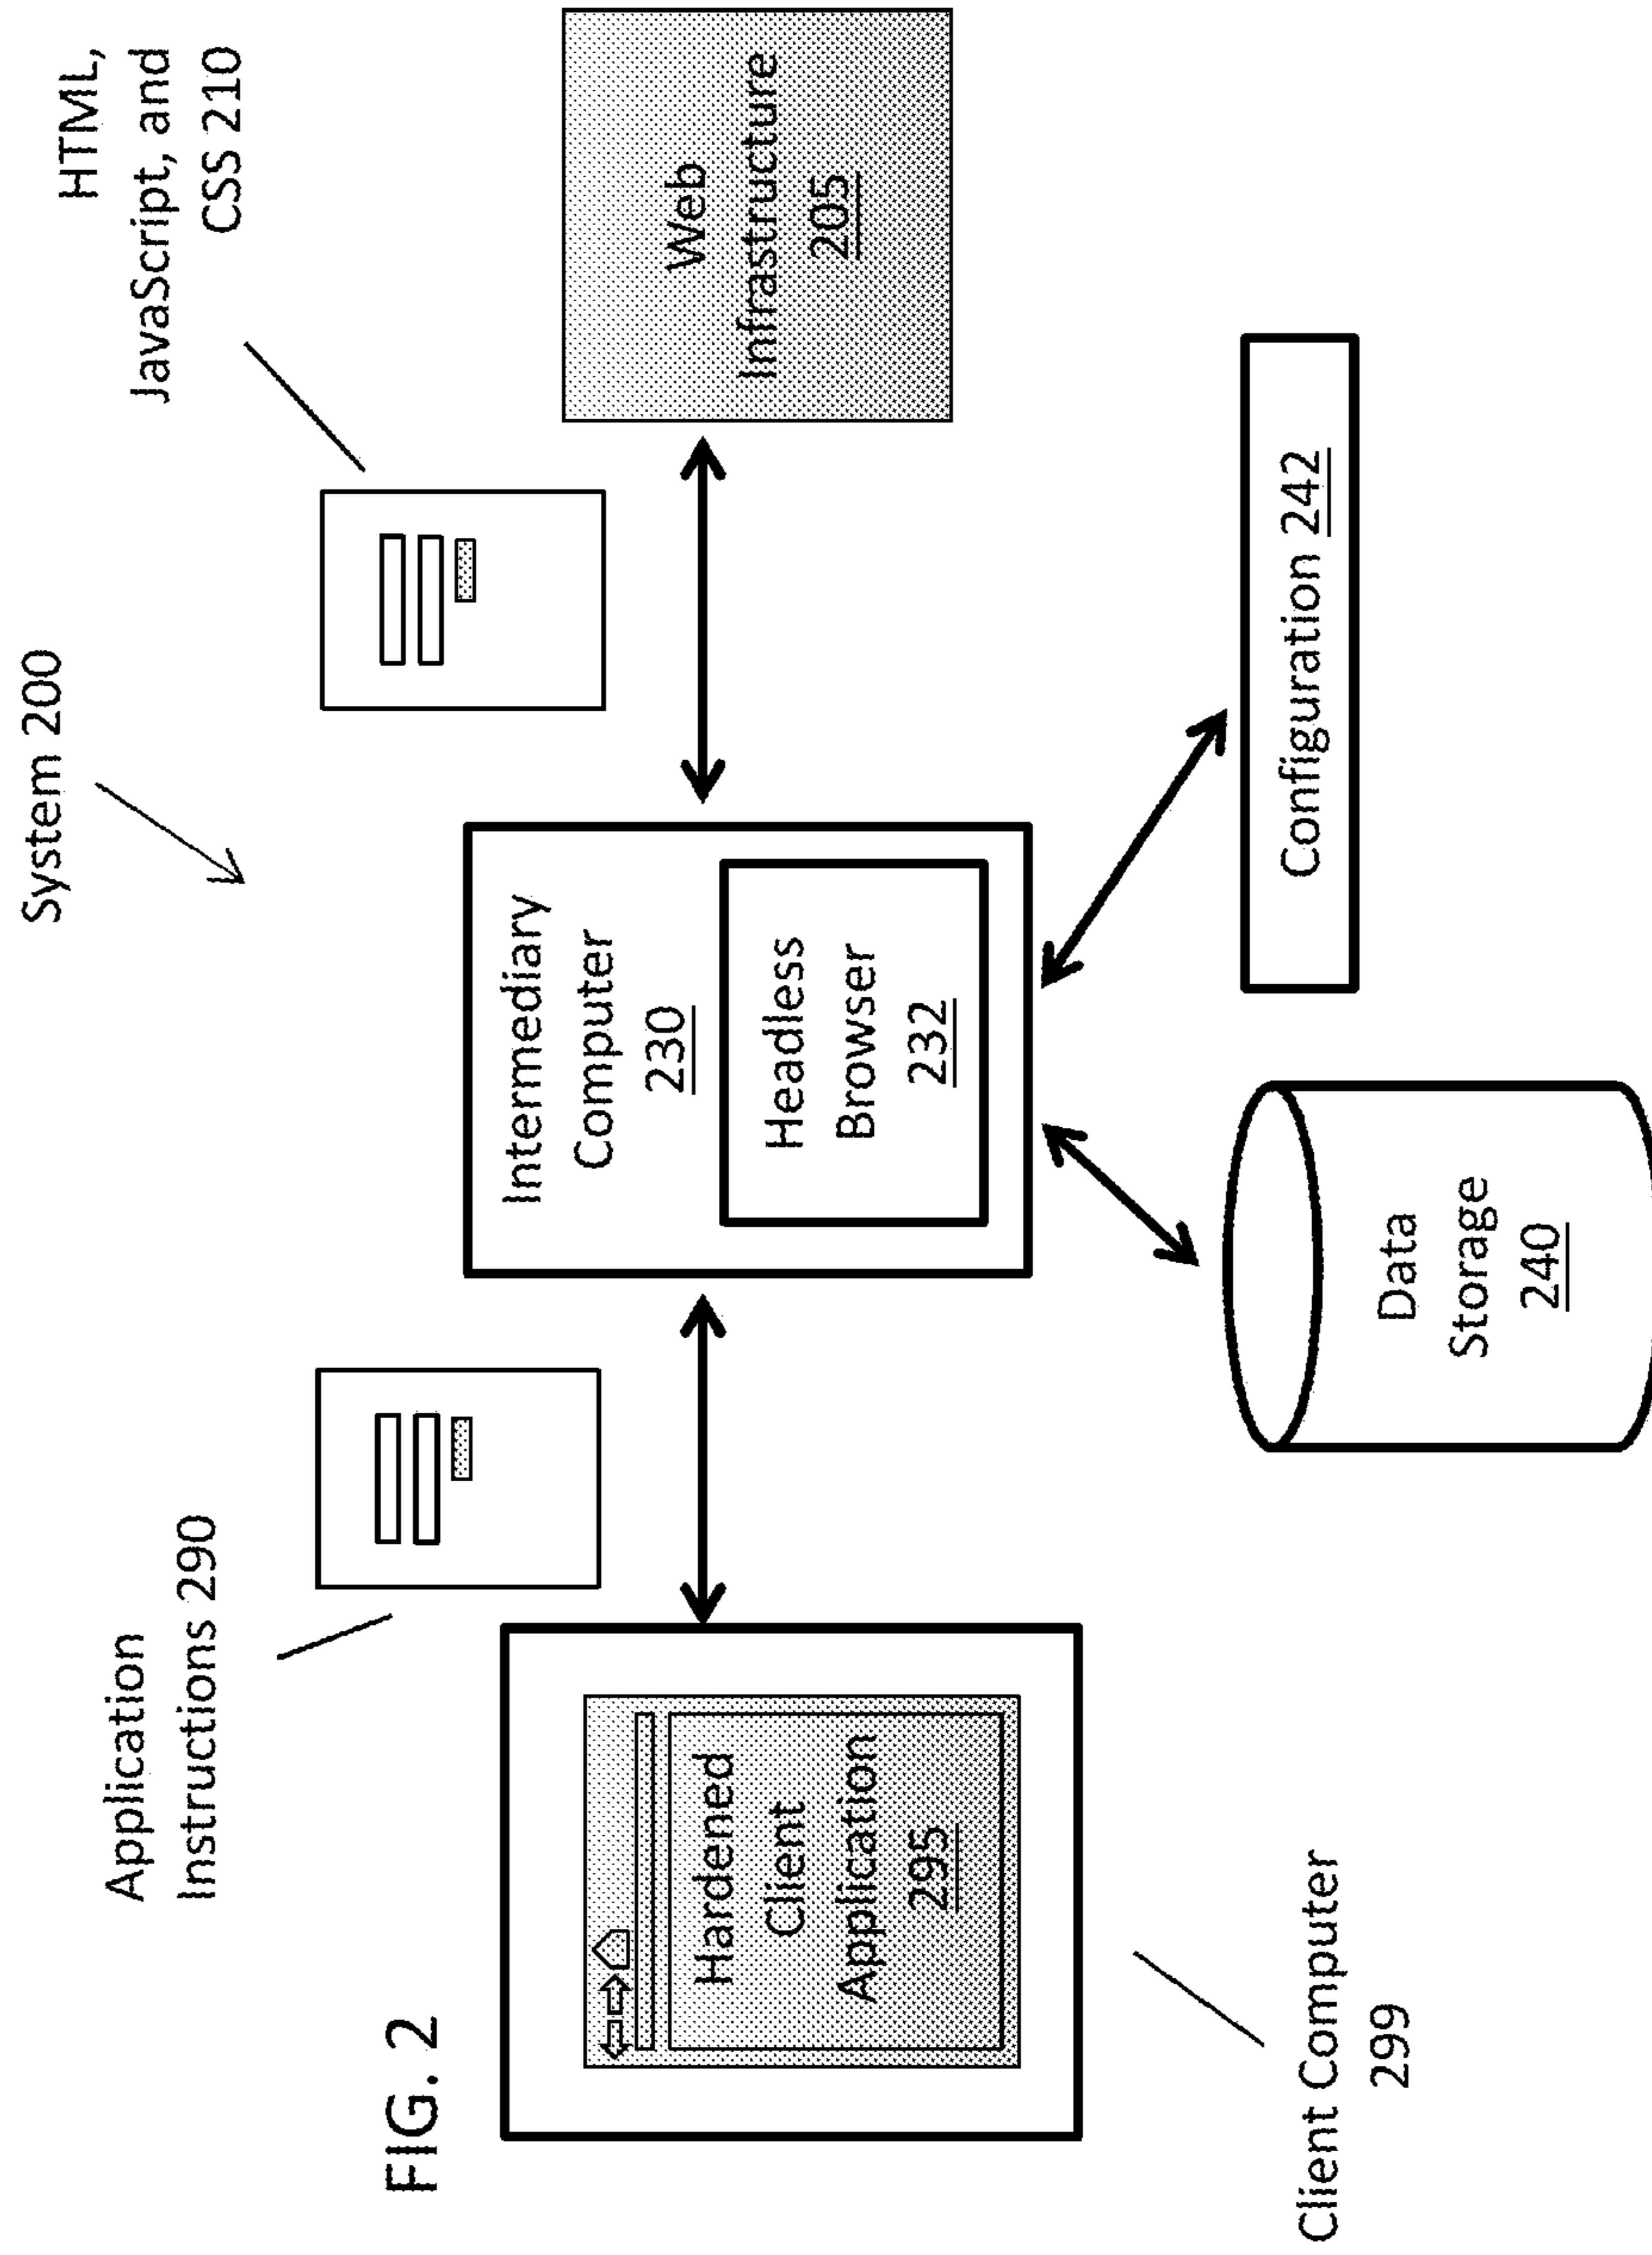 System 200
HTML,
JavaScript, and
CSS 210
Application
Instructions 290
FIG. 2
Hardened
Client
Application
295
Intermediary
Computer
230
Headless
Browser
232
Web
Infrastructure
205
Client Computer
299
Data
Storage
240
Configuration 242